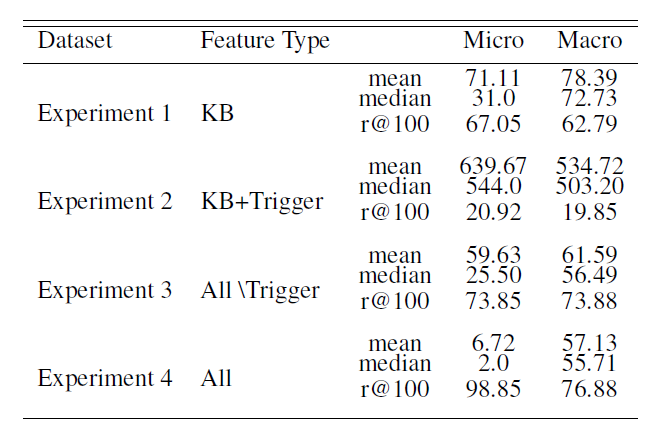 Dataset Feature Type Micro Macro
mean 71.11 78.39
median 31.0 72.73
Experiment 1 KB
r@100 67.05 62.79
mean 639.67 534.72
median 544.0 503.20
Experiment 2 KB+Trigger
r@100 20.92 19.85
mean 59.63 61.59
median 25.50 56.49
Experiment 3 All \Trigger
r@100 73.85 73.88
mean 6.72 57.13
median 2.0 55.71
Experiment 4 All
r@100 98.85 76.88